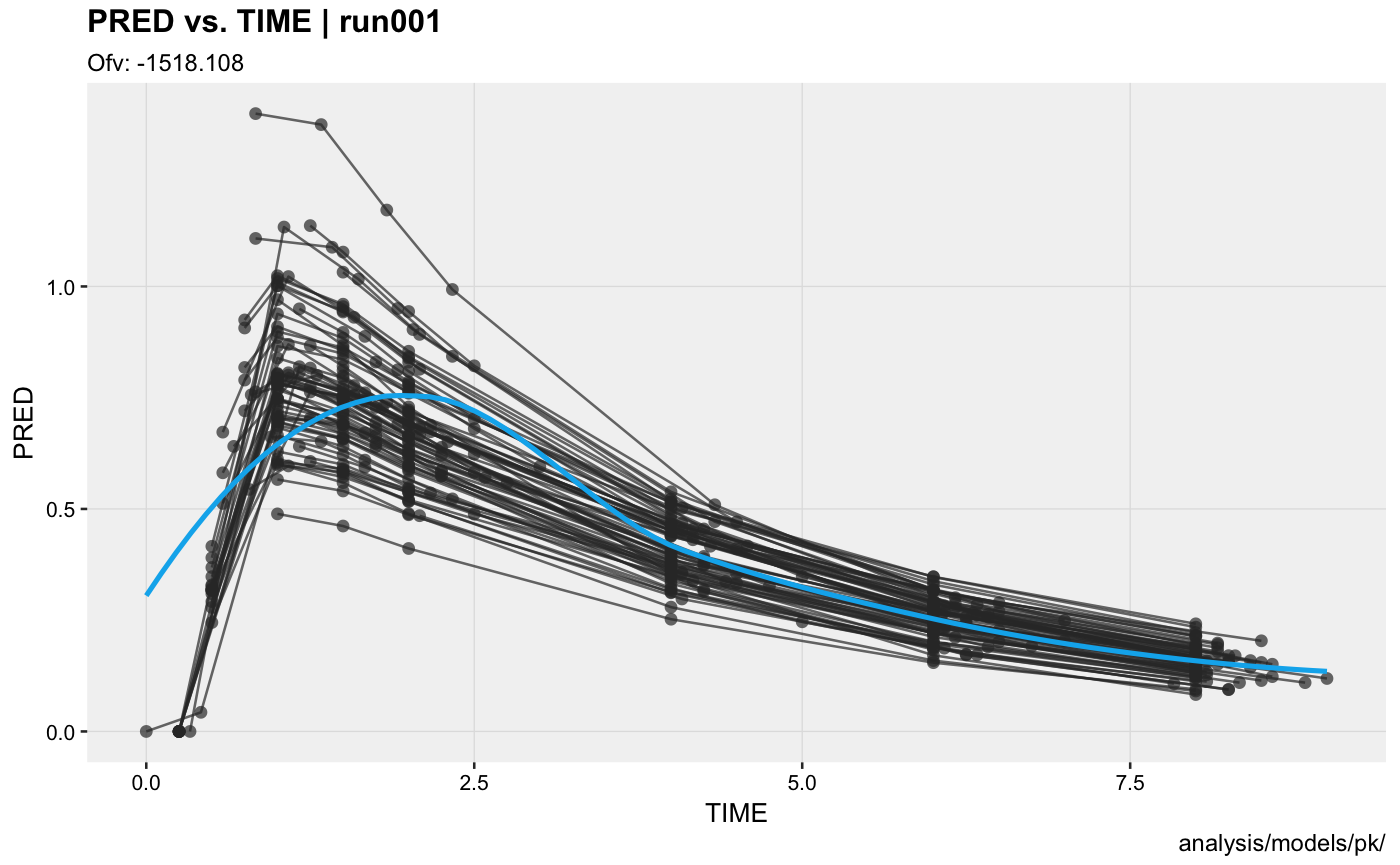 PRED vs. TIME | run001
Ofv: -1518.108
PRED
1.0
0.5
0.0
0.0 2.5 5.0 7.5
TIME
analysis/models/pk/